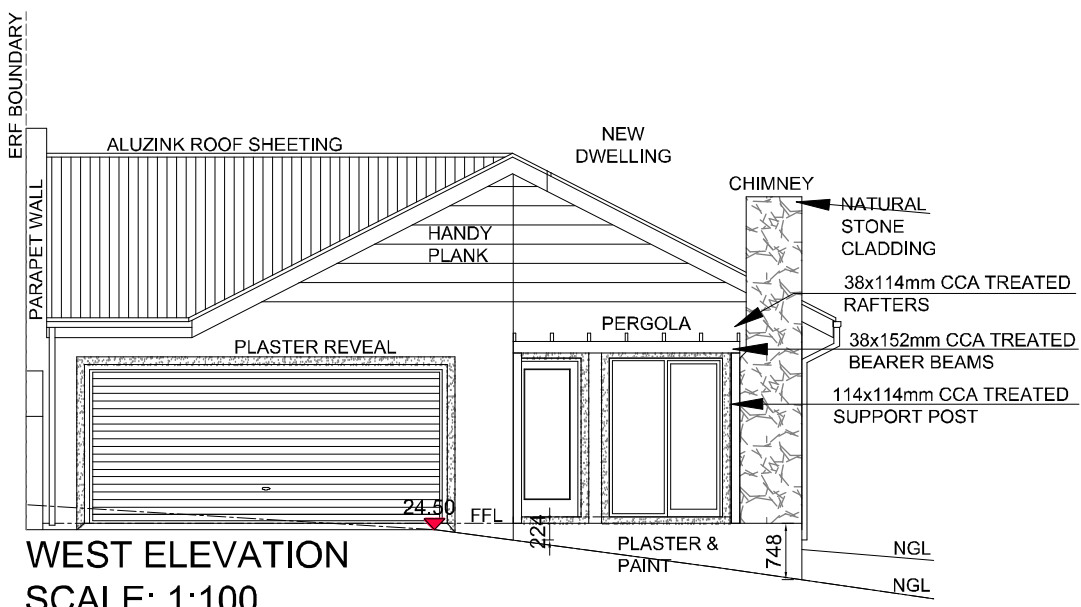 ERF BOUNDARY
ALUZINK ROOF SHEETING
NEW
DWELLING
CHIMNEY
PARAPET WALL
HANDY
PLANK
NATURAL
STONE
CLADDING
38x114mm CCA TREATED
RAFTERS
PERGOLA
38x152mm CCA TREATED
BEARER BEAMS
PLASTER REVEAL
114x114mm CCA TREATED
SUPPORT POST
24.50
FFL
224
PLASTER &
PAINT
748
NGL
NGL
WEST ELEVATION
SCALE: 1:100